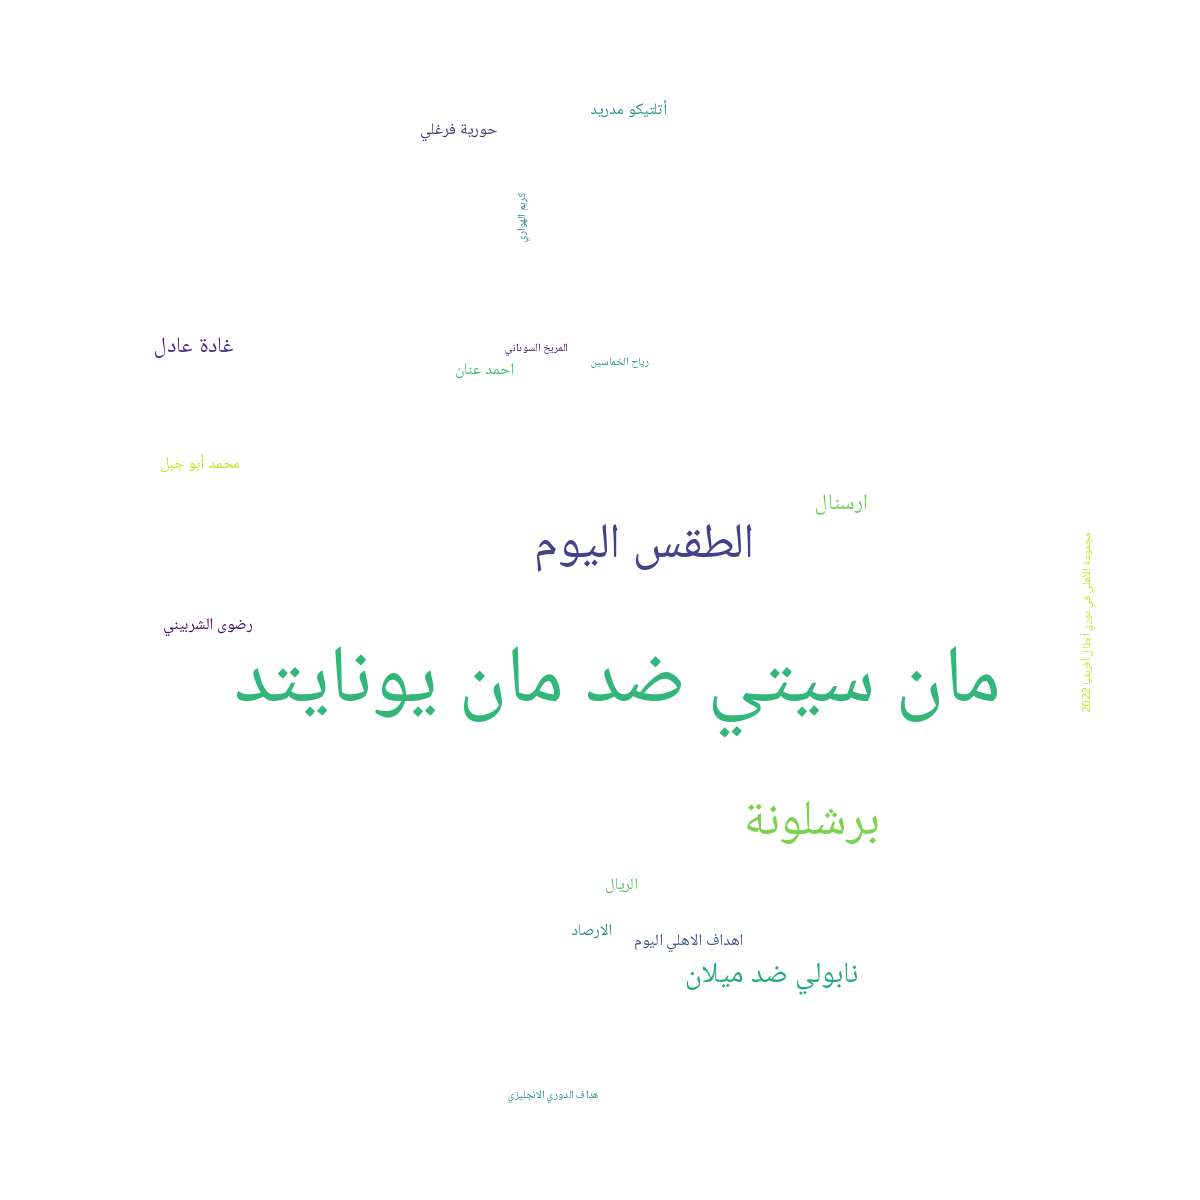 أتلتيكو مدريد
حورية فرغلي
كريم الهواري
غادة عادل
المريخ السوداني
رياح الخماسين
احمد عنان
محمد أبو جبل
ارسنال
الطقس اليوم
مجموعة الأهلي في دوري أبطال أفريقيا 2022
رضوى الشربيني
مان سيتي ضد مان يونايتد
برشلونة
الريال
الارصاد
اهداف الاهلي اليوم
نابولي ضد ميلان
هداف الدوري الانجليزي